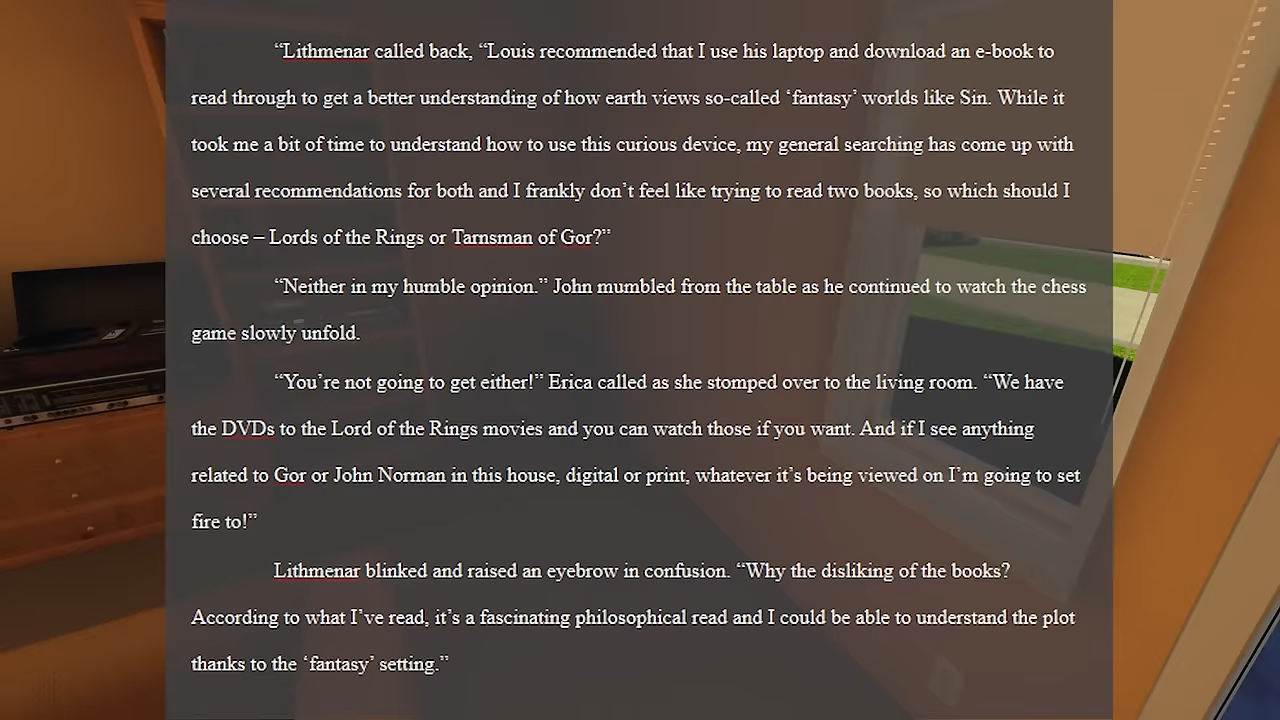 “Lithmenar called back, “Louis recommended that I use his laptop and download an e-book to
read through to get a better understanding of how earth views so-called ‘fantasy’ worlds like Sin. While it
took me a bit of time to understand how to use this curious device, my general searching has come up with
several recommendations for both and I frankly don’t feel like trying to read two books, so which should I
choose – Lords of the Rings or Tarnsman of Gor?”
“Neither in my humble opinion.” John mumbled from the table as he continued to watch the chess
game slowly unfold.
“You’re not going to get either!” Erica called as she stomped over to the living room. “We have
the DVDs to the Lord of the Rings movies and you can watch those if you want. And if I see anything
related to Gor or John Norman in this house, digital or print, whatever it’s being viewed on I’m going to set
fire to!”
Lithmenar blinked and raised an eyebrow in confusion. “Why the disliking of the books?
According to what I’ve read, it’s a fascinating philosophical read and I could be able to understand the plot
thanks to the ‘fantasy’ setting.”